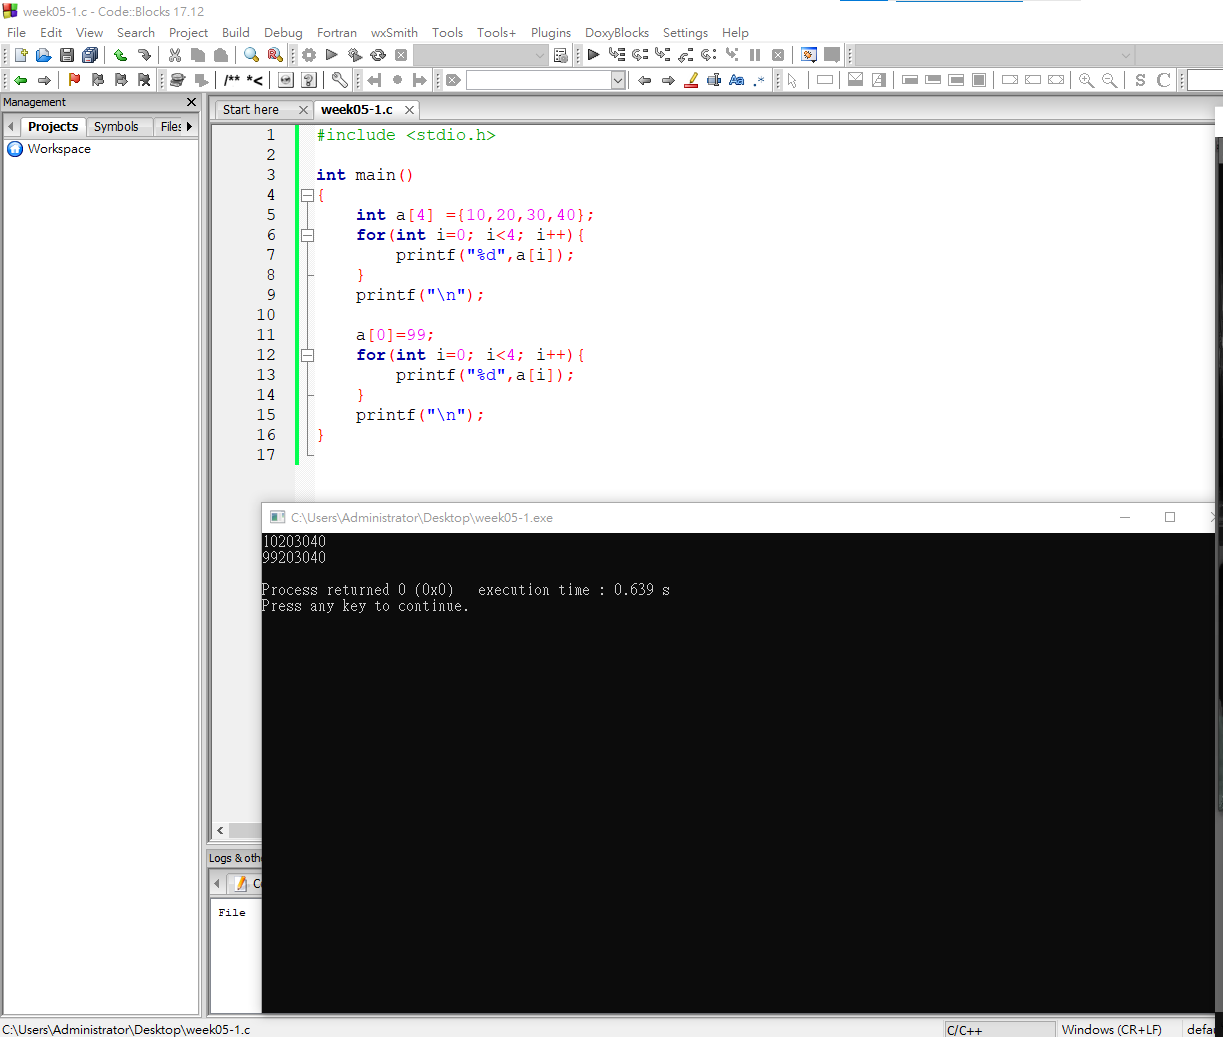 week05-1.c - Code::Blocks 17.12
File Edit View Search Project Build Debug Fortran wxSmith Tools Tools+ Plugins DoxyBlocks Settings Help
/** *<
Aa .*
S C
Management
Projects Symbols Files
Workspace
Start here week05-1.c
1 #include <stdio.h>
2
3 int main()
4 {
5 int a[4] ={10,20,30,40};
6 for(int i=0; i<4; i++){
7 printf("%d",a[i]);
8 }
9 printf("\n");
10
11 a[0]=99;
12 for(int i=0; i<4; i++){
13 printf("%d",a[i]);
14 }
15 printf("\n");
16 }
17
C:\Users\Administrator\Desktop\week05-1.exe
10203040
99203040
Process returned 0 (0x0) execution time : 0.639 s
Press any key to continue.
Logs & oth
File
C:\Users\Administrator\Desktop\week05-1.c C/C++ Windows (CR+LF) defau